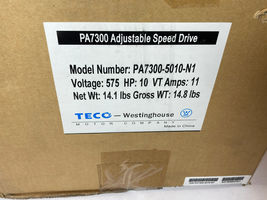 PA7300 Adjustable Speed Drive
Model Number: PA7300-5010-N1
Voltage: 575 HP: 10 VT Amps: 11
Net Wt: 14.1 lbs Gross WT: 14.8 lbs
TECO - Westinghouse W
MOTOR COMPANY
Made in China